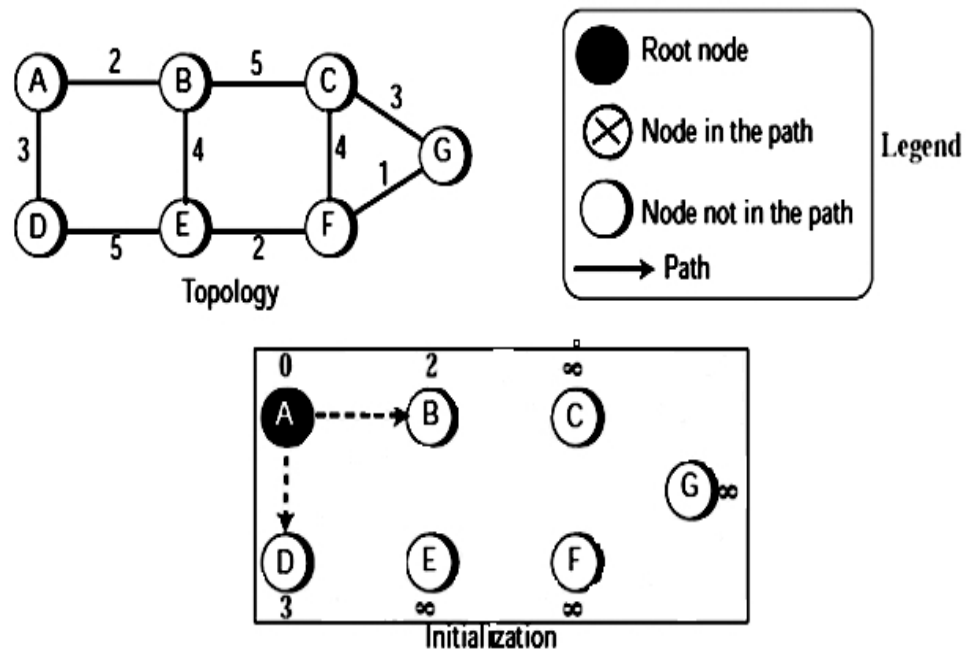 A 2 B 5 C
3 4 4 3
G
1
D 5 E 2 F
Topology
Root node
Node in the path
Node not in the path
Path
Legend
0 2 ∞
A B C
G ∞
D E F
3 ∞ ∞
Initialization